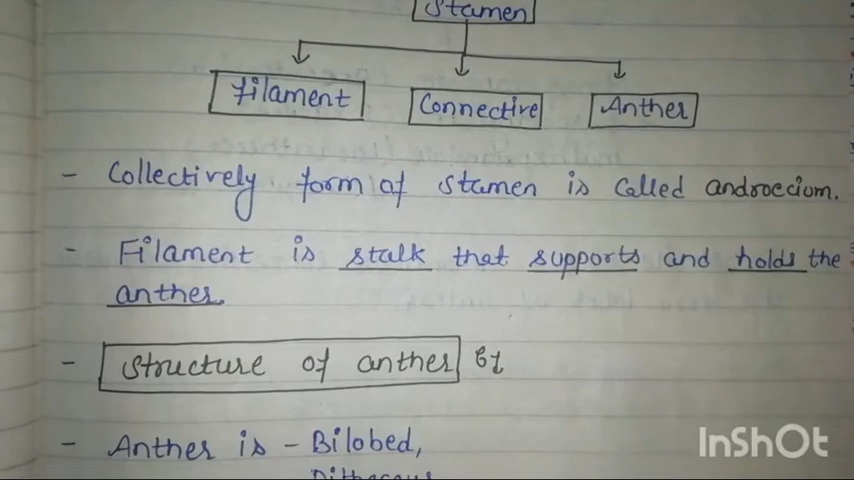 Stamen
Filament Connective Anther
- Collectively form of stamen is called androecium.
- Filament is stalk that supports and holds the
anther.
- Structure of anther
- Anther is - Bilobed,
Dithecous
InShOt